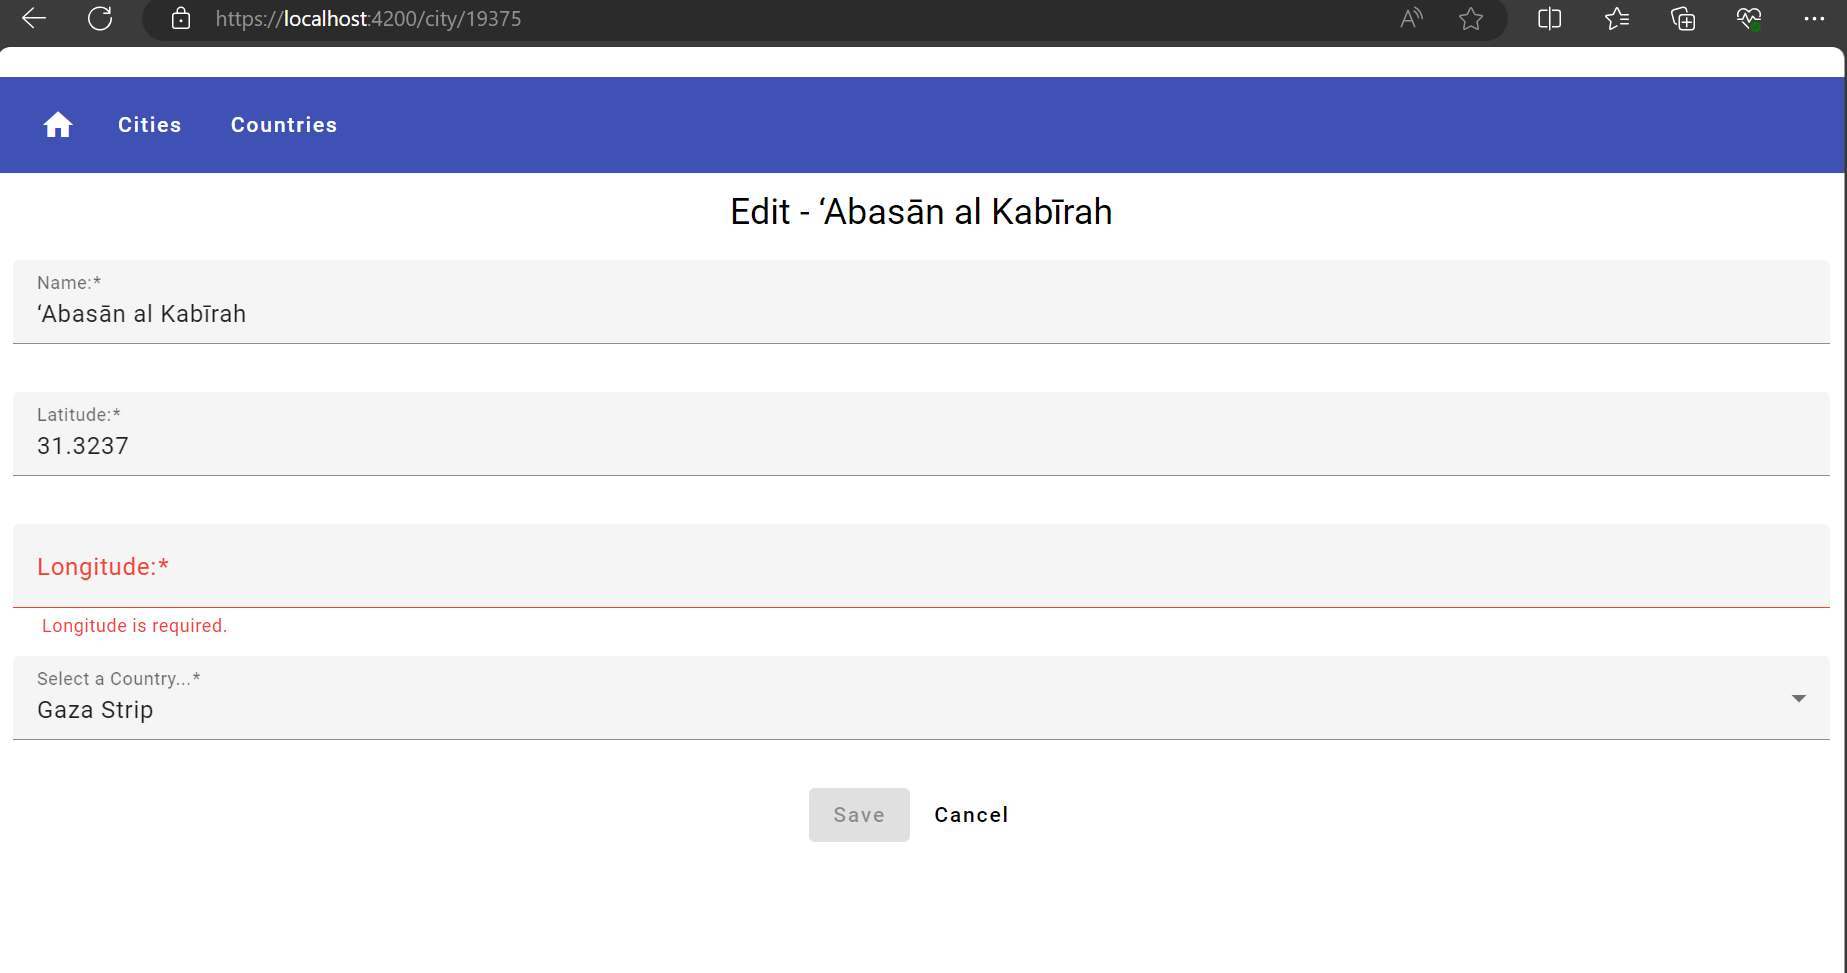 https://localhost:4200/city/19375
Cities Countries
Edit - ‘Abasān al Kabīrah
Name:*
‘Abasān al Kabīrah
Latitude:*
31.3237
Longitude:*
Longitude is required.
Select a Country...*
Gaza Strip
Save Cancel